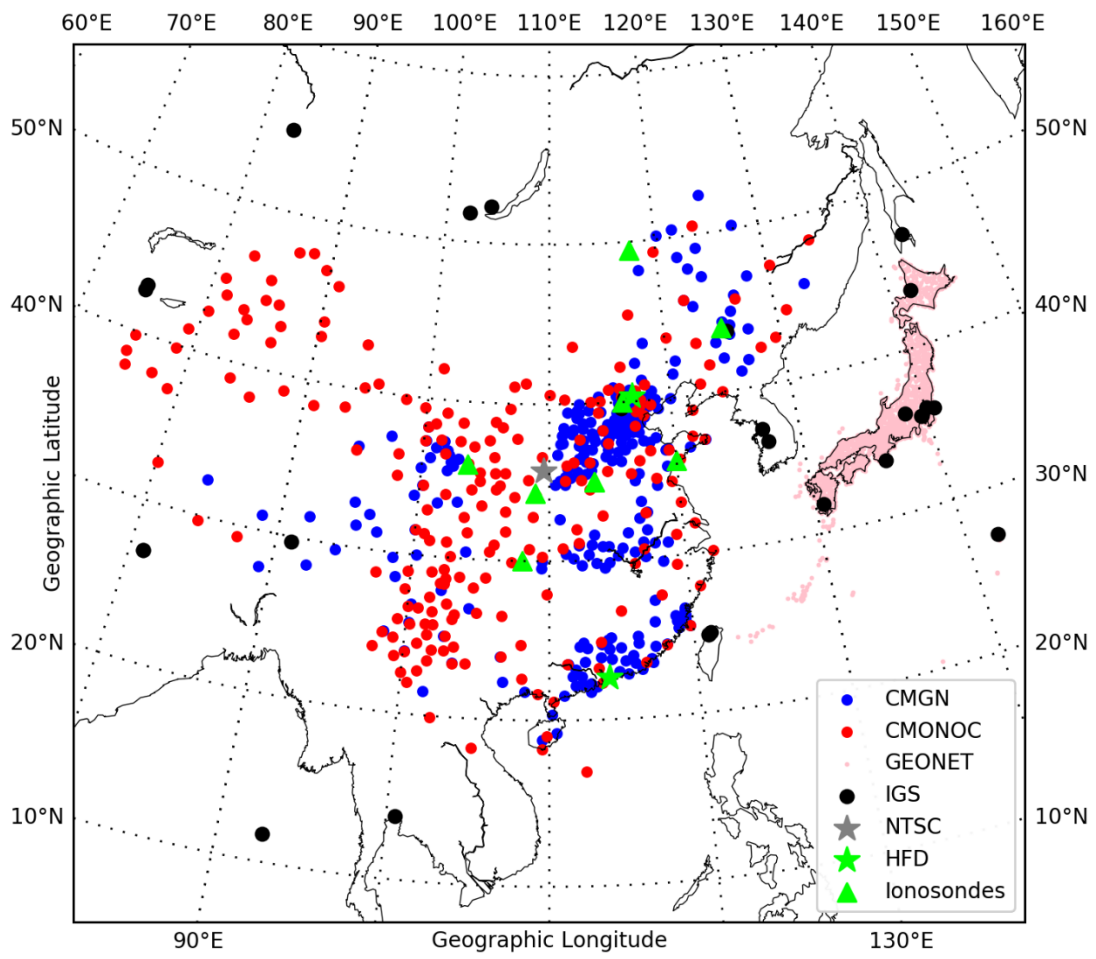 60°E 70°E 80°E 90°E 100°E 110°E 120°E 130°E 140°E 150°E 160°E
50°N 50°N
40°N 40°N
30°N 30°N
20°N 20°N
10°N 10°N
Geographic Latitude
CMGN
CMONOC
GEONET
IGS
NTSC
HFD
Ionosondes
90°E Geographic Longitude 130°E